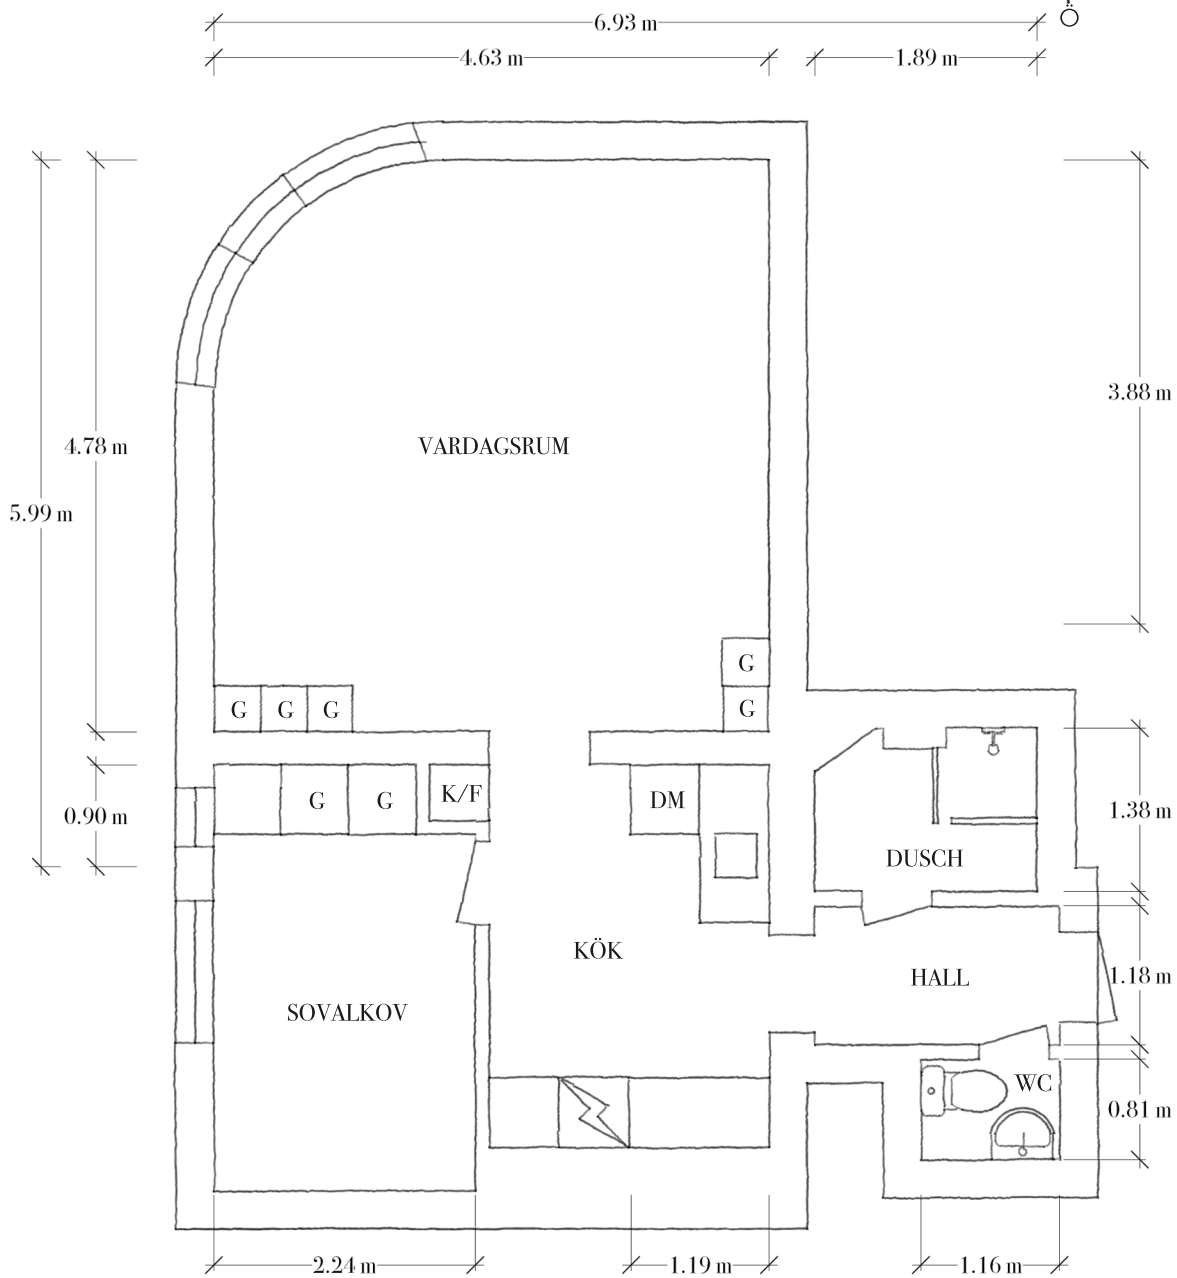 Ö
6.93 m
4.63 m
1.89 m
3.88 m
4.78 m
VARDAGSRUM
5.99 m
G
G G G
G
G G
K/F
DM
0.90 m
1.38 m
DUSCH
KÖK
HALL
1.18 m
SOVALKOV
WC
0.81 m
2.24 m
1.19 m
1.16 m